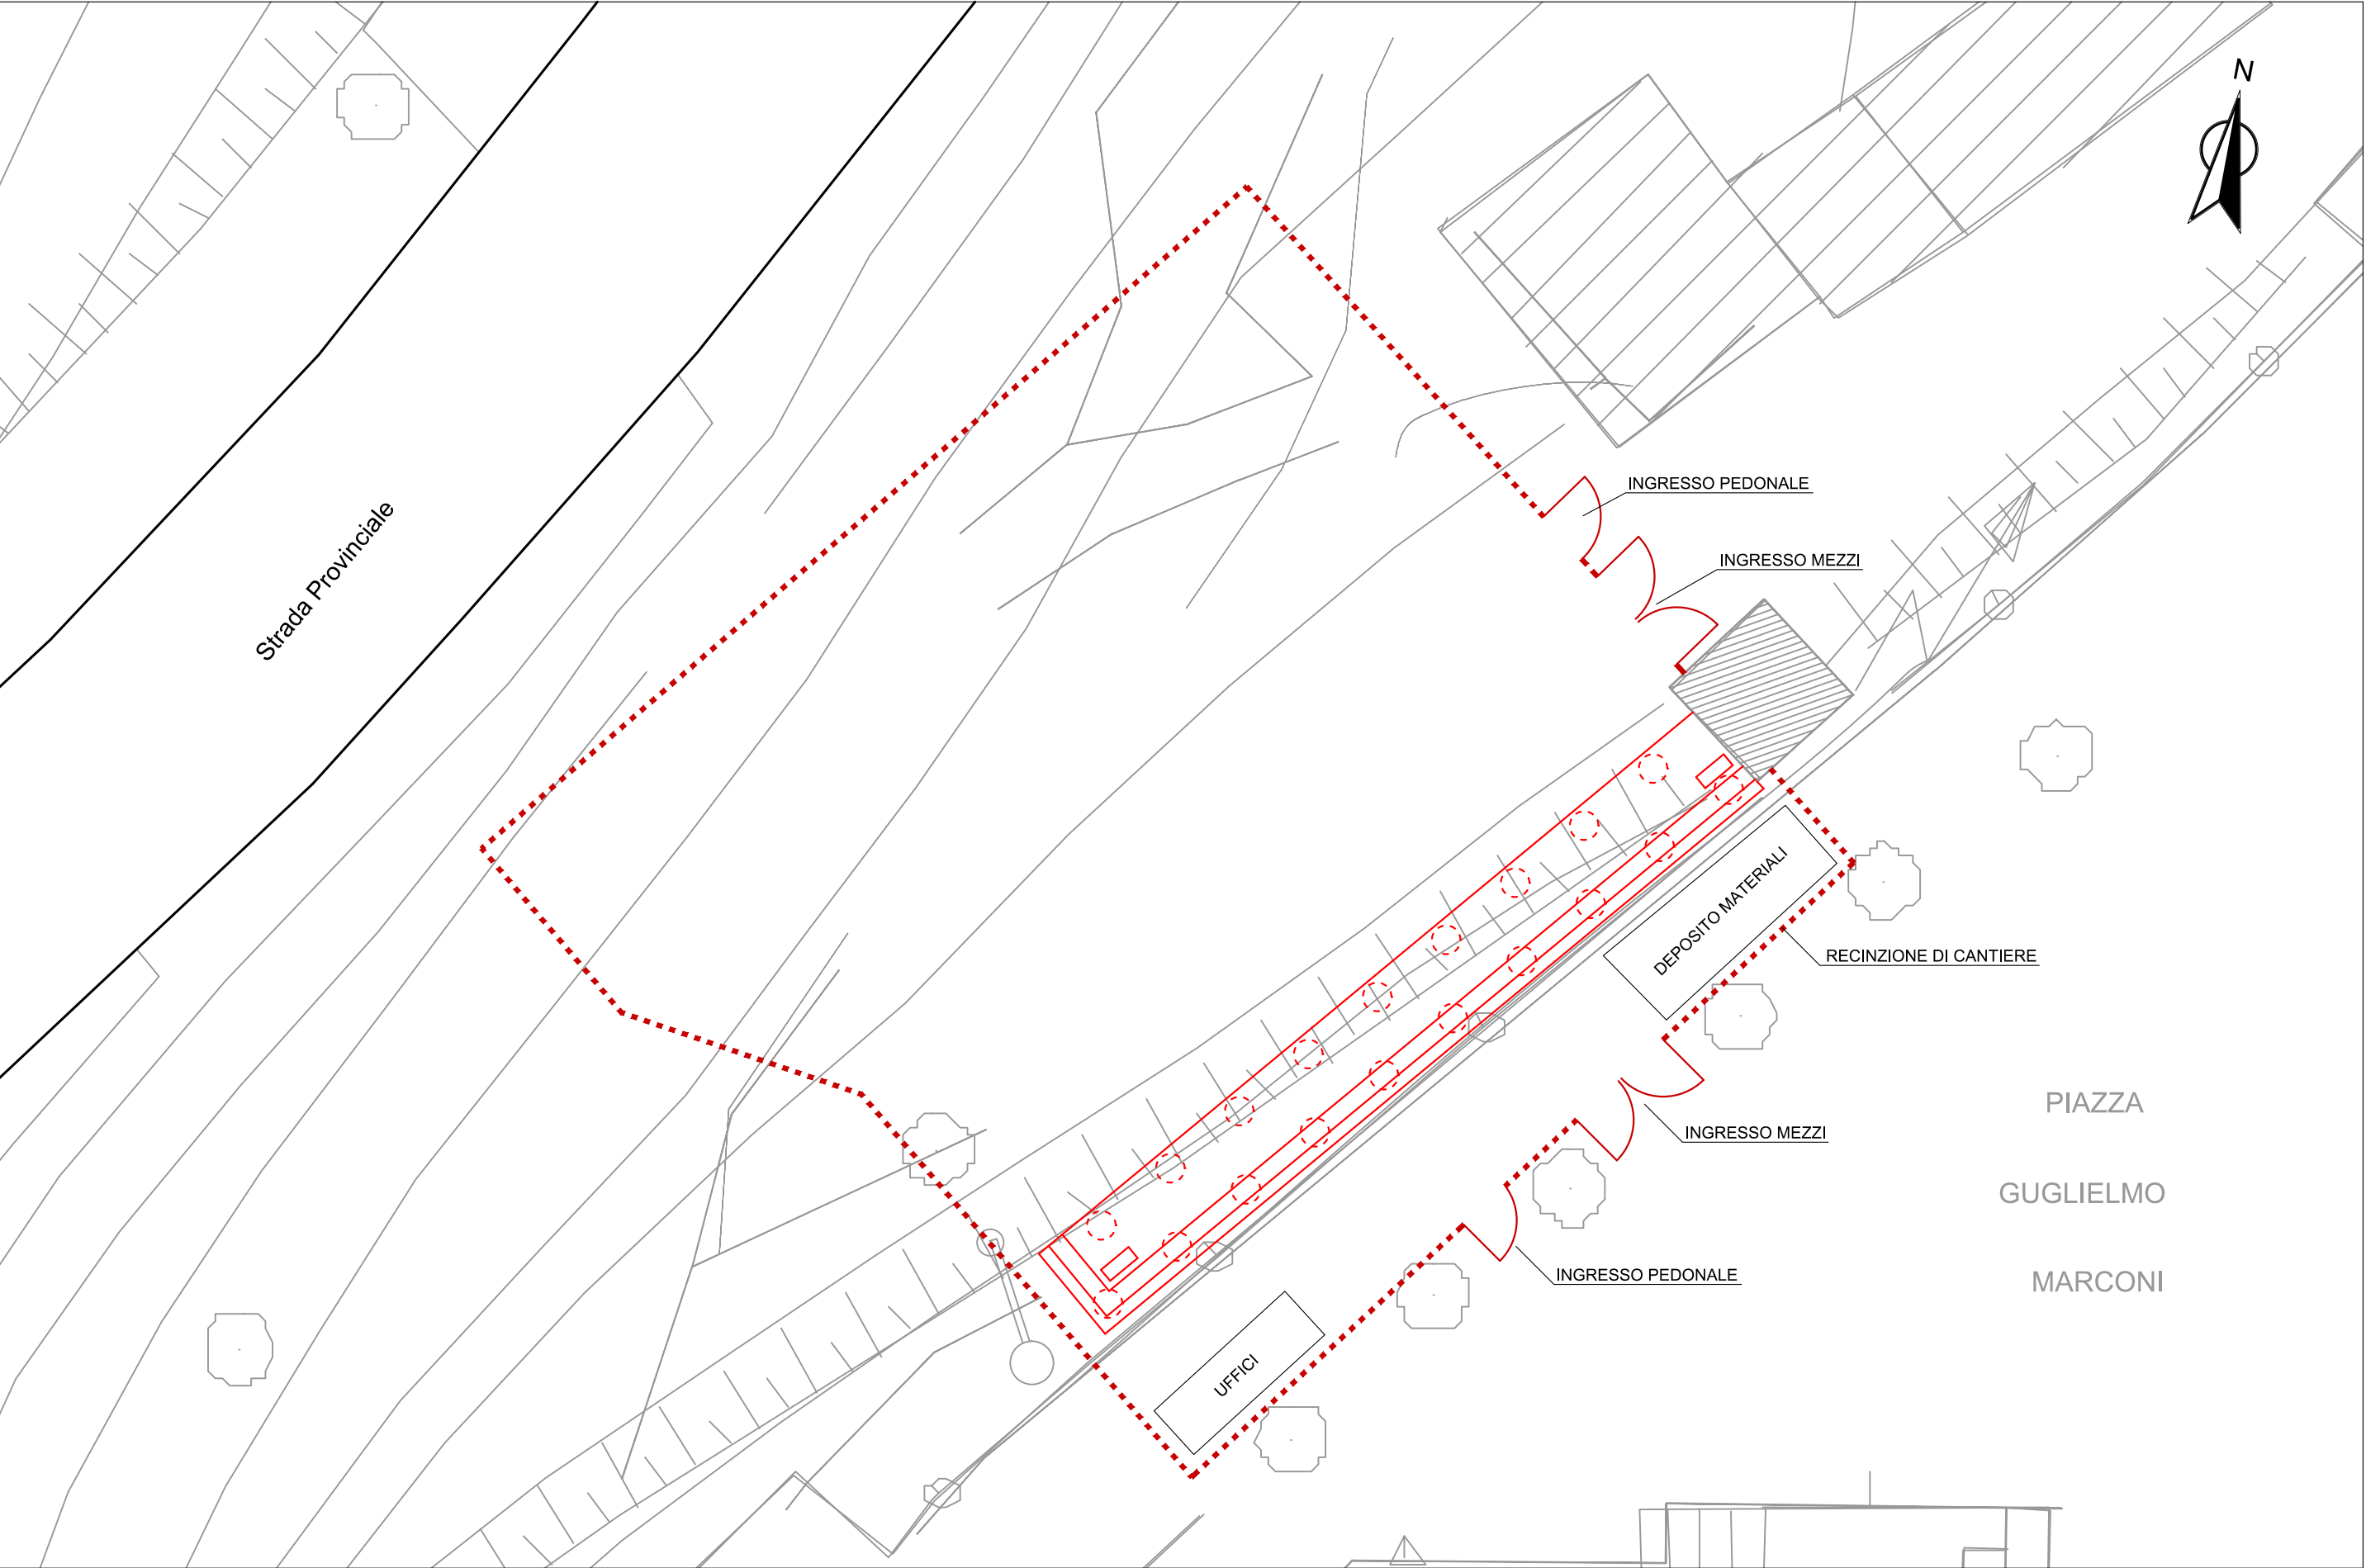 N
INGRESSO PEDONALE
INGRESSO MEZZI
Strada Provinciale
DEPOSITO MATERIALI
RECINZIONE DI CANTIERE
PIAZZA
INGRESSO MEZZI
GUGLIELMO
INGRESSO PEDONALE
MARCONI
UFFICI